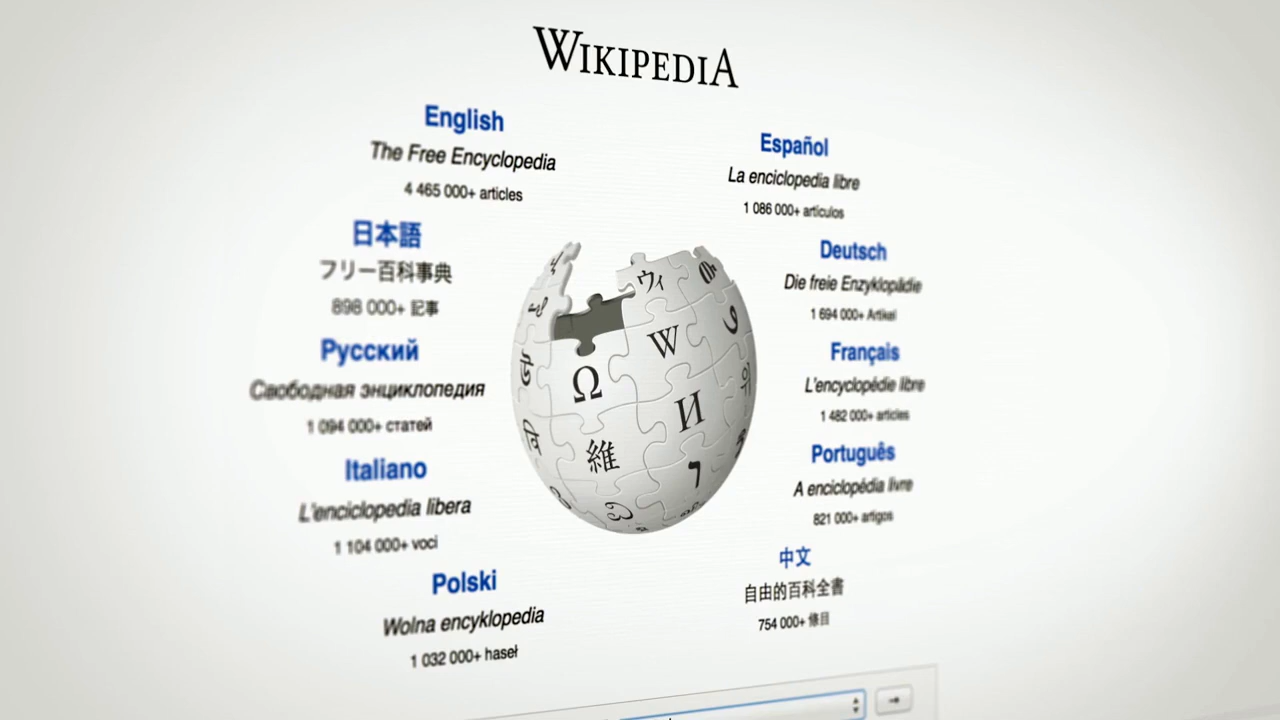 WIKIPEDIA
English
The Free Encyclopedia
4 465 000+ articles
日本語
フリー百科事典
898 000+ 記事
Русский
Свободная энциклопедия
1 094 000+ статей
Italiano
L'enciclopedia libera
1 104 000+ voci
Polski
Wolna encyklopedia
1 032 000+ haseł
Español
La enciclopedia libre
1 086 000+ artículos
Deutsch
Die freie Enzyklopädie
1 694 000+ Artikel
Français
L'encyclopédie libre
1 482 000+ articles
Português
A enciclopédia livre
821 000+ artigos
中文
自由的百科全書
754 000+ 條目
ウィ
W
Ω
И
維